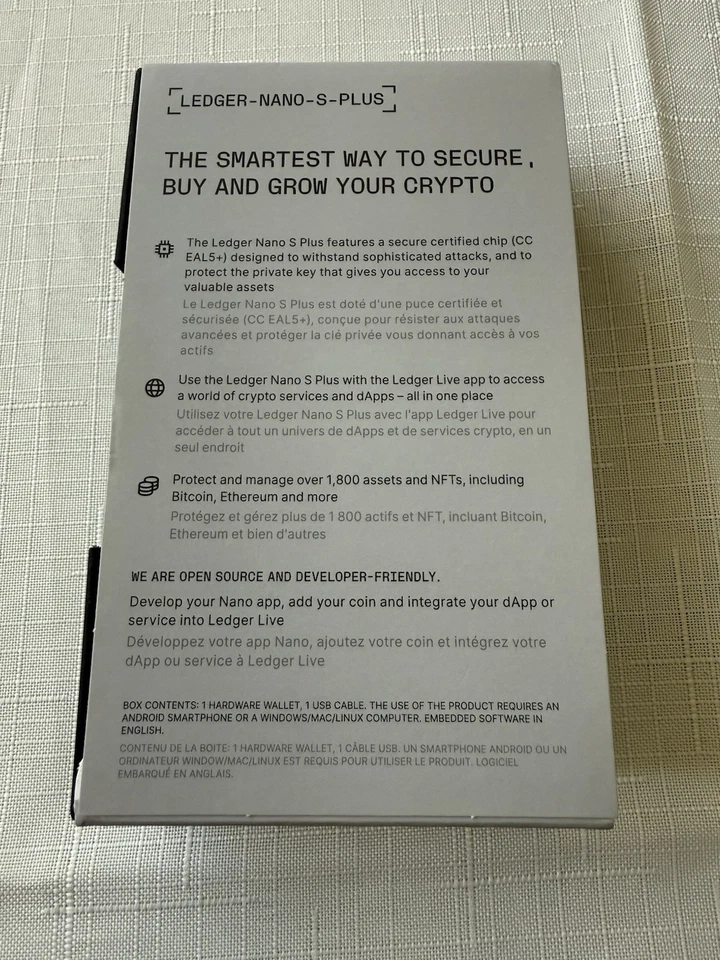 LEDGER-NANO-S-PLUS
THE SMARTEST WAY TO SECURE,
BUY AND GROW YOUR CRYPTO
The Ledger Nano S Plus features a secure certified chip (CC
EAL5+) designed to withstand sophisticated attacks, and to
protect the private key that gives you access to your
valuable assets
Le Ledger Nano S Plus est doté d'une puce certifiée et
sécurisée (CC EAL5+), conçue pour résister aux attaques
avancées et protéger la clé privée vous donnant accès à vos
actifs
Use the Ledger Nano S Plus with the Ledger Live app to access
a world of crypto services and dApps – all in one place
Utilisez votre Ledger Nano S Plus avec l'app Ledger Live pour
accéder à tout un univers de dApps et de services crypto, en un
seul endroit
Protect and manage over 1,800 assets and NFTs, including
Bitcoin, Ethereum and more
Protégez et gérez plus de 1 800 actifs et NFT, incluant Bitcoin,
Ethereum et bien d'autres
WE ARE OPEN SOURCE AND DEVELOPER-FRIENDLY.
Develop your Nano app, add your coin and integrate your dApp or
service into Ledger Live
Développez votre app Nano, ajoutez votre coin et intégrez votre
dApp ou service à Ledger Live
BOX CONTENTS: 1 HARDWARE WALLET, 1 USB CABLE. THE USE OF THE PRODUCT REQUIRES AN
ANDROID SMARTPHONE OR A WINDOWS/MAC/LINUX COMPUTER. EMBEDDED SOFTWARE IN
ENGLISH.
CONTENU DE LA BOITE: 1 HARDWARE WALLET, 1 CÂBLE USB. UN SMARTPHONE ANDROID OU UN
ORDINATEUR WINDOW/MAC/LINUX EST REQUIS POUR UTILISER LE PRODUIT. LOGICIEL
EMBARQUÉ EN ANGLAIS.